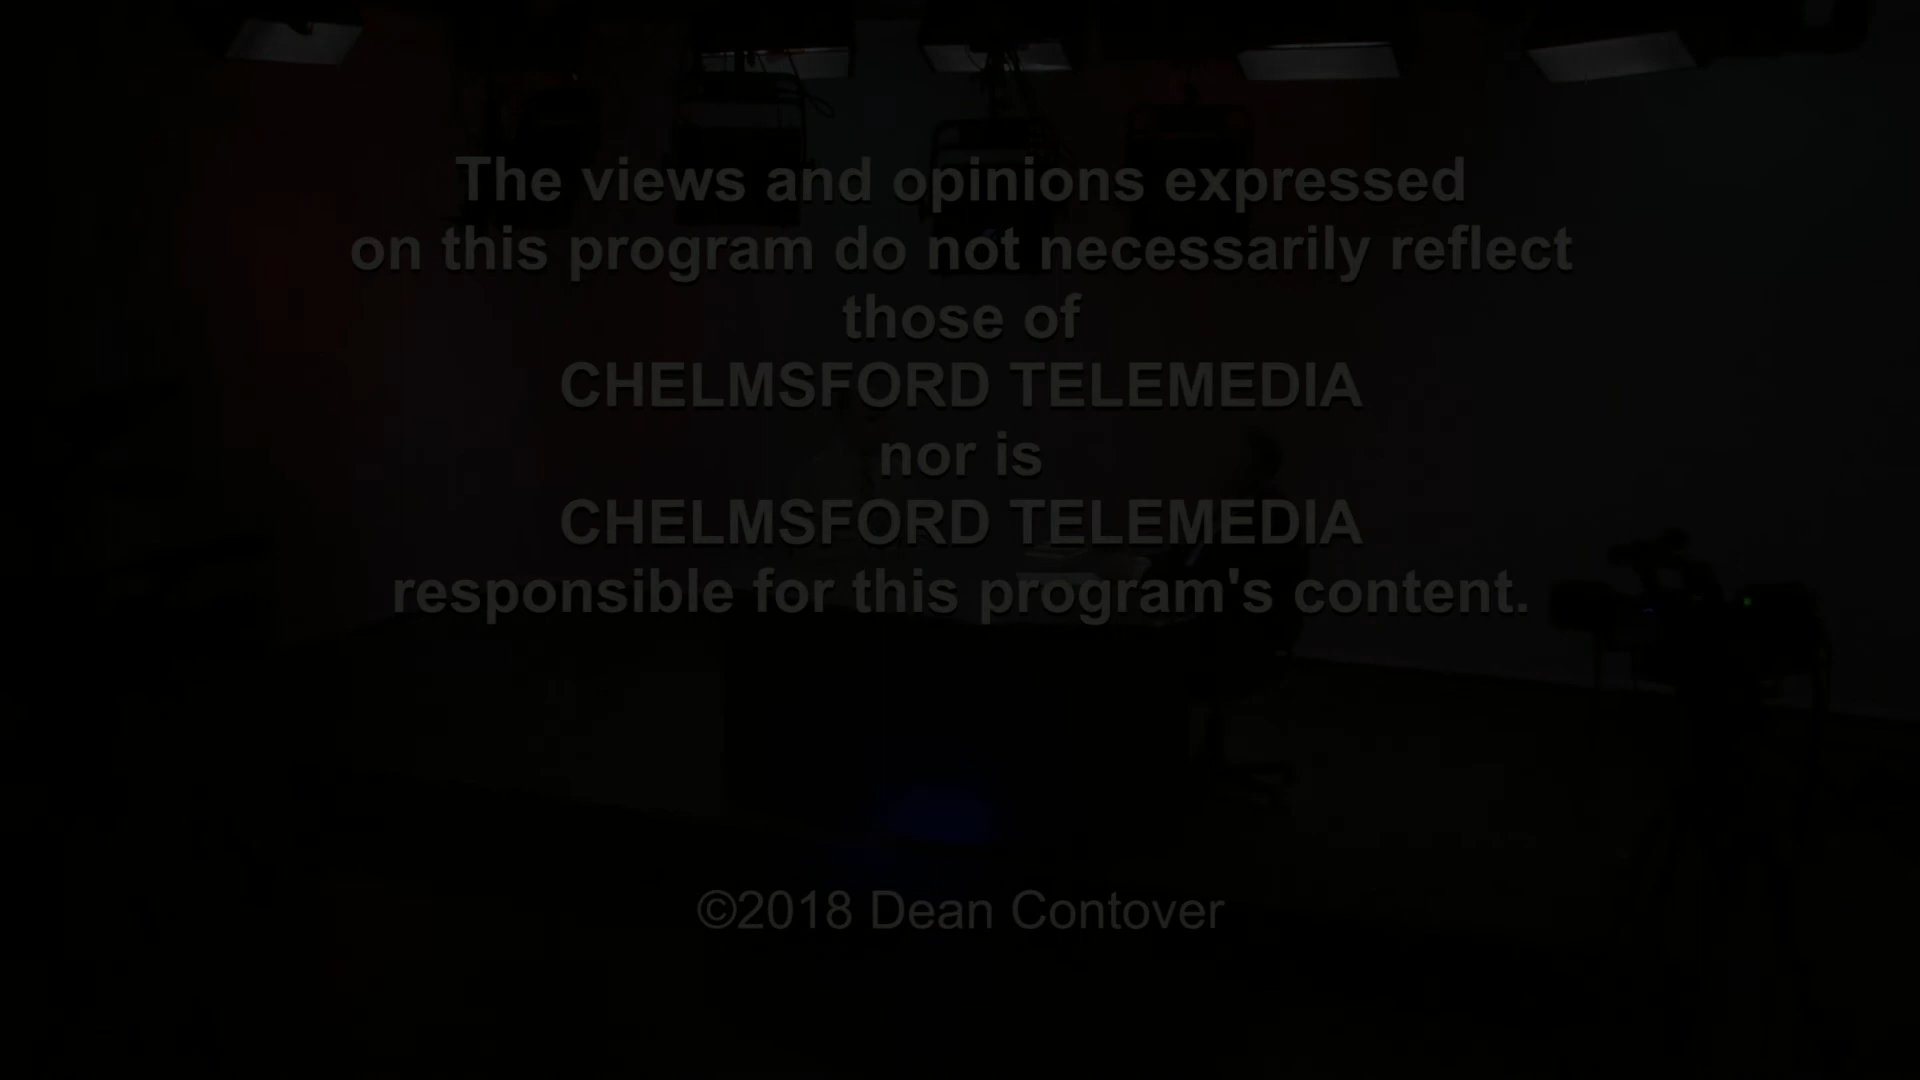 The views and opinions expressed
on this program do not necessarily reflect
those of
CHELMSFORD TELEMEDIA
nor is
CHELMSFORD TELEMEDIA
responsible for this program's content.
©2018 Dean Contover